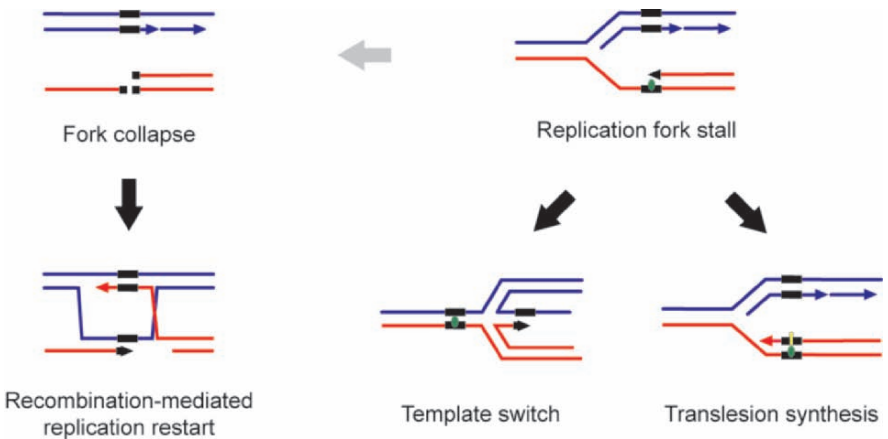 Fork collapse
Replication fork stall
Recombination-mediated
replication restart
Template switch
Translesion synthesis